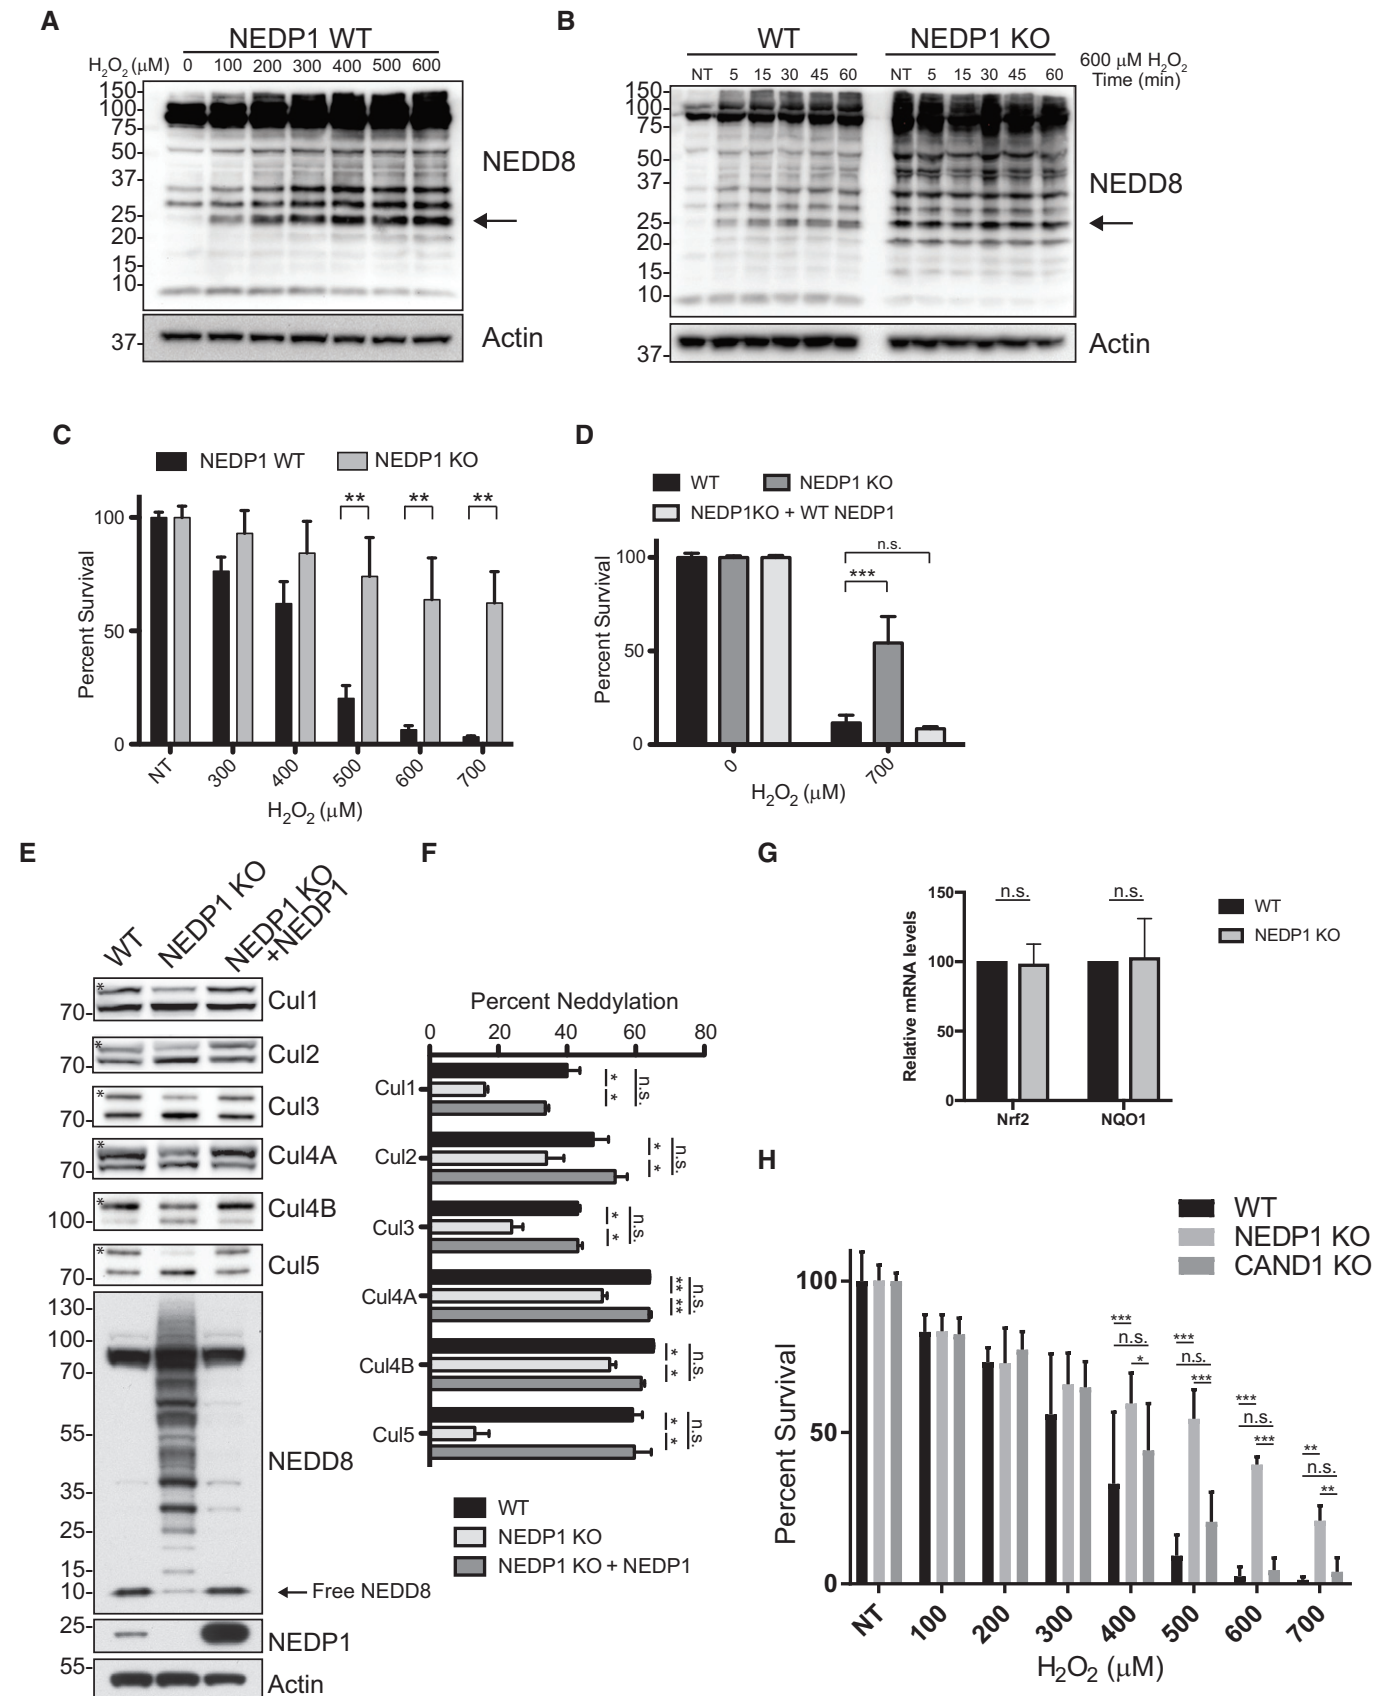 A
NEDP1 WT
H2O2 (μM) 0 100 200 300 400 500 600
150
100
75
50
37
25
20
15
10
NEDD8
37
Actin
B
WT NEDP1 KO
NT 5 15 30 45 60 NT 5 15 30 45 60
600 μM H2O2
Time (min)
150
100
75
50
37
25
20
15
10
NEDD8
37
Actin
C
NEDP1 WT NEDP1 KO
** ** **
Percent Survival
100
50
0
NT 300 400 500 600 700
H2O2 (μM)
D
WT NEDP1 KO
NEDP1KO + WT NEDP1
n.s.
***
Percent Survival
100
50
0
0 700
H2O2 (μM)
E
WT
NEDP1 KO
NEDP1 KO
+NEDP1
* Cul1
70
* Cul2
70
* Cul3
70
* Cul4A
70
* Cul4B
100
* Cul5
70
130
100
70
55
35
25
15
10
NEDD8
Free NEDD8
25
NEDP1
55
Actin
F
Percent Neddylation
0 20 40 60 80
Cul1 * * n.s.
Cul2 * * n.s.
Cul3 * * n.s.
Cul4A ** ** n.s.
Cul4B * * n.s.
Cul5 * * n.s.
WT
NEDP1 KO
NEDP1 KO + NEDP1
G
n.s. n.s.
Relative mRNA levels
150
100
50
0
Nrf2 NQO1
WT
NEDP1 KO
H
WT
NEDP1 KO
CAND1 KO
Percent Survival
100
50
0
*** n.s. *
*** n.s. ***
*** n.s. ***
** n.s. **
NT 100 200 300 400 500 600 700
H2O2 (μM)